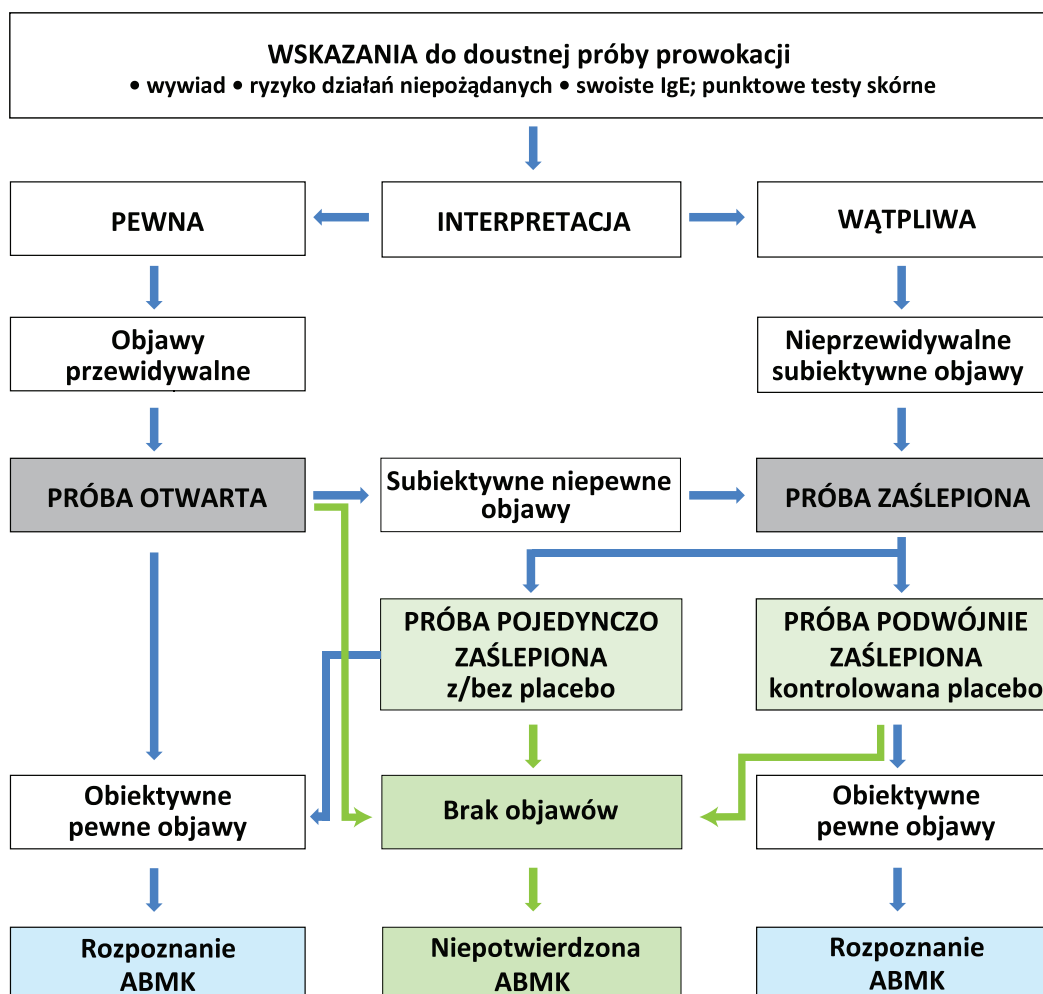 WSKAZANIA do doustnej próby prowokacji
• wywiad • ryzyko działań niepożądanych • swoiste IgE; punktowe testy skórne
PEWNA
INTERPRETACJA
WĄTPLIWA
Objawy
przewidywalne
Nieprzewidywalne
subiektywne objawy
PRÓBA OTWARTA
Subiektywne niepewne
objawy
PRÓBA ZAŚLEPIONA
PRÓBA POJEDYNCZO
ZAŚLEPIONA
z/bez placebo
PRÓBA PODWÓJNIE
ZAŚLEPIONA
kontrolowana placebo
Obiektywne
pewne objawy
Brak objawów
Obiektywne
pewne objawy
Rozpoznanie
ABMK
Niepotwierdzona
ABMK
Rozpoznanie
ABMK